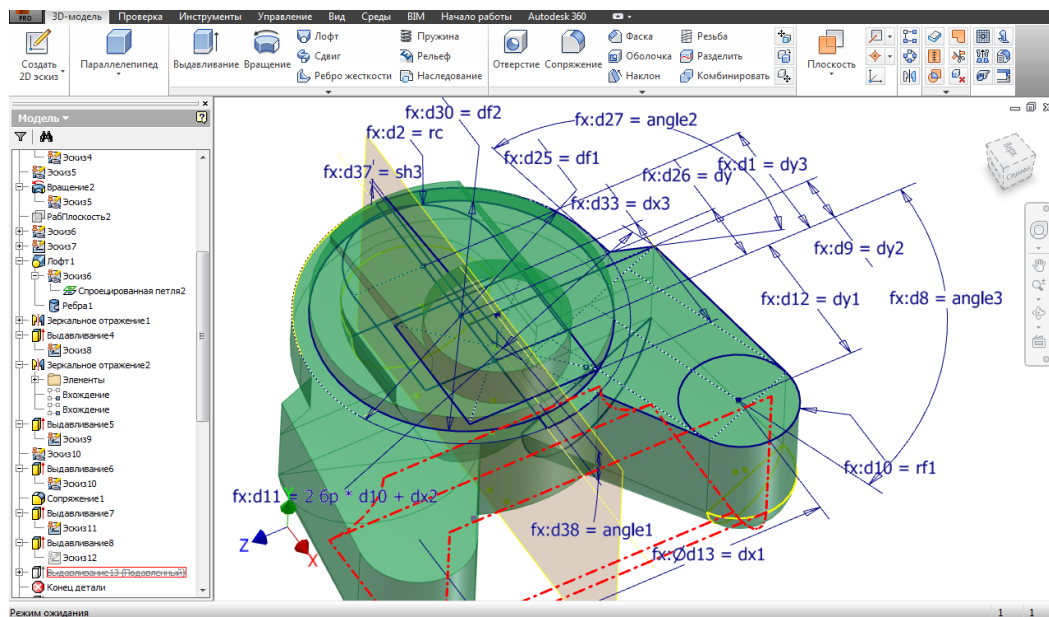 PRO 3D-модель Проверка Инструменты Управление Вид Среды BIM Начало работы Autodesk 360
Создать 2D эскиз
Параллелепипед
Выдавливание
Вращение
Лофт
Сдвиг
Ребро жесткости
Пружина
Рельеф
Наследование
Отверстие
Сопряжение
Фаска
Оболочка
Наклон
Резьба
Разделить
Комбинировать
Плоскость
Модель
Эскиз4
Эскиз5
Вращение2
Эскиз5
РабПлоскость2
Эскиз6
Эскиз7
Лофт1
Эскиз6
Спроецированная петля2
Ребра1
Зеркальное отражение1
Выдавливание4
Эскиз8
Зеркальное отражение2
Элементы
Вхождение
Вхождение
Выдавливание5
Эскиз9
Эскиз10
Выдавливание6
Эскиз10
Сопряжение1
Выдавливание7
Эскиз11
Выдавливание8
Эскиз12
Выдавливание13 (Подавленный)
Конец детали
fx:d30 = df2
fx:d2 = rc
fx:d37 = sh3
fx:d27 = angle2
fx:d25 = df1
fx:d1 = dy3
fx:d26 = dy
fx:d33 = dx3
fx:d9 = dy2
fx:d12 = dy1
fx:d8 = angle3
fx:d10 = rf1
fx:d11 = 2 бр * d10 + dx2
fx:d38 = angle1
fx:Ød13 = dx1
Z
X
Верх
Справа
Режим ожидания
1 1